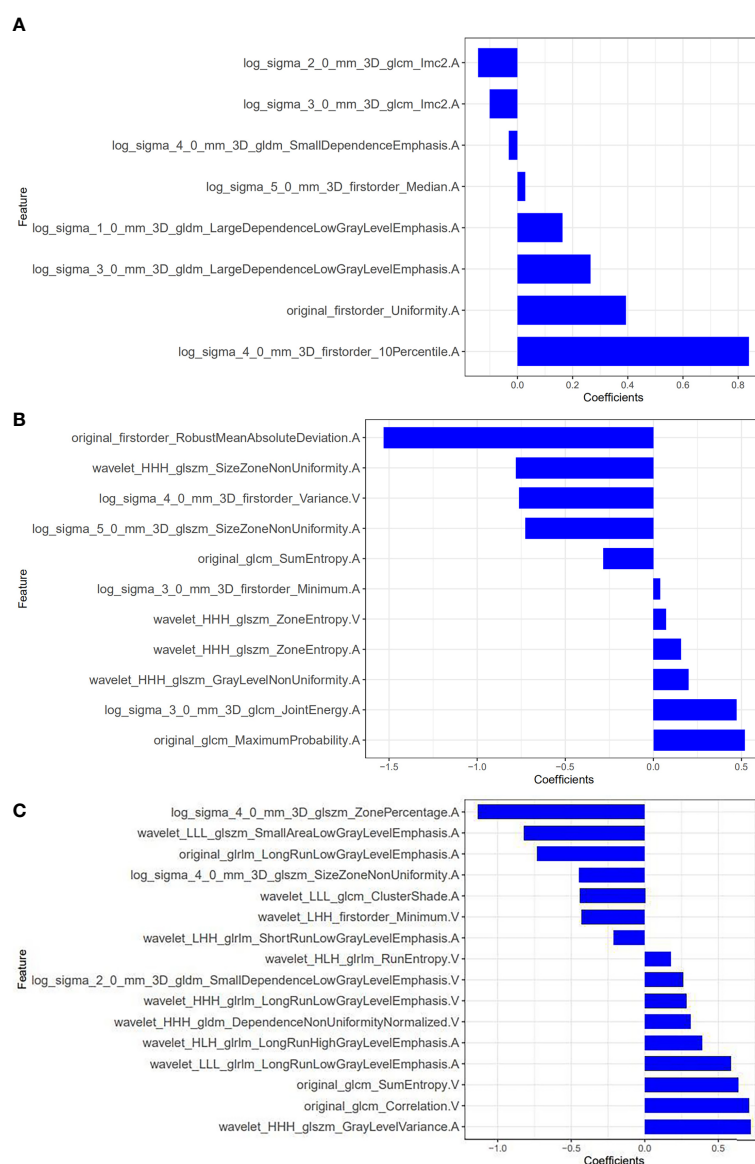 A
log_sigma_2_0_mm_3D_glcm_Imc2.A
log_sigma_3_0_mm_3D_glcm_Imc2.A
log_sigma_4_0_mm_3D_gldm_SmallDependenceEmphasis.A
log_sigma_5_0_mm_3D_firstorder_Median.A
log_sigma_1_0_mm_3D_gldm_LargeDependenceLowGrayLevelEmphasis.A
log_sigma_3_0_mm_3D_gldm_LargeDependenceLowGrayLevelEmphasis.A
original_firstorder_Uniformity.A
log_sigma_4_0_mm_3D_firstorder_10Percentile.A
Feature
0.0 0.2 0.4 0.6 0.8
Coefficients
B
original_firstorder_RobustMeanAbsoluteDeviation.A
wavelet_HHH_glszm_SizeZoneNonUniformity.A
log_sigma_4_0_mm_3D_firstorder_Variance.V
log_sigma_5_0_mm_3D_glszm_SizeZoneNonUniformity.A
original_glcm_SumEntropy.A
log_sigma_3_0_mm_3D_firstorder_Minimum.A
wavelet_HHH_glszm_ZoneEntropy.V
wavelet_HHH_glszm_ZoneEntropy.A
wavelet_HHH_glszm_GrayLevelNonUniformity.A
log_sigma_3_0_mm_3D_glcm_JointEnergy.A
original_glcm_MaximumProbability.A
Feature
−1.5 −1.0 −0.5 0.0 0.5
Coefficients
C
log_sigma_4_0_mm_3D_glszm_ZonePercentage.A
wavelet_LLL_glszm_SmallAreaLowGrayLevelEmphasis.A
original_glrlm_LongRunLowGrayLevelEmphasis.A
log_sigma_4_0_mm_3D_glszm_SizeZoneNonUniformity.A
wavelet_LLL_glcm_ClusterShade.A
wavelet_LHH_firstorder_Minimum.V
wavelet_LHH_glrlm_ShortRunLowGrayLevelEmphasis.A
wavelet_HLH_glrlm_RunEntropy.V
log_sigma_2_0_mm_3D_gldm_SmallDependenceLowGrayLevelEmphasis.V
wavelet_HHH_glrlm_LongRunLowGrayLevelEmphasis.V
wavelet_HHH_gldm_DependenceNonUniformityNormalized.V
wavelet_HLH_glrlm_LongRunHighGrayLevelEmphasis.A
wavelet_LLL_glrlm_LongRunLowGrayLevelEmphasis.A
original_glcm_SumEntropy.V
original_glcm_Correlation.V
wavelet_HHH_glszm_GrayLevelVariance.A
Feature
−1.0 −0.5 0.0 0.5
Coefficients